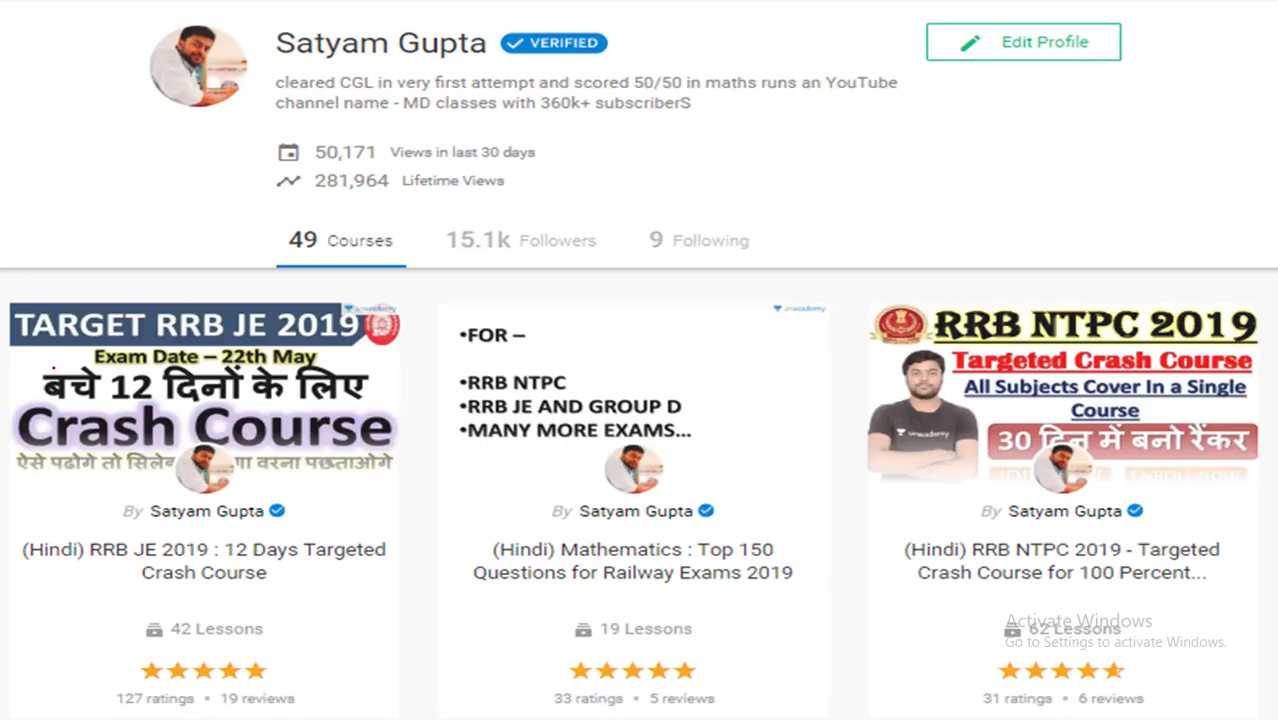 Satyam Gupta VERIFIED
Edit Profile
cleared CGL in very first attempt and scored 50/50 in maths runs an YouTube
channel name - MD classes with 360k+ subscriberS
50,171 Views in last 30 days
281,964 Lifetime Views
49 Courses 15.1k Followers 9 Following
unacademy
TARGET RRB JE 2019
Exam Date – 22th May
बचे 12 दिनों के लिए
Crash Course
ऐसे पढोगे तो वरना पछताओगे
By Satyam Gupta
(Hindi) RRB JE 2019 : 12 Days Targeted
Crash Course
42 Lessons
127 ratings • 19 reviews
unacademy
•FOR –
•RRB NTPC
•RRB JE AND GROUP D
•MANY MORE EXAMS...
By Satyam Gupta
(Hindi) Mathematics : Top 150
Questions for Railway Exams 2019
19 Lessons
33 ratings • 5 reviews
RRB NTPC 2019
Targeted Crash Course
All Subjects Cover In a Single
Course
unacademy
30 दिन में बनो रैंकर
ENROLL NOW
By Satyam Gupta
(Hindi) RRB NTPC 2019 - Targeted
Crash Course for 100 Percent...
62 Lessons
31 ratings • 6 reviews
Activate Windows
Go to Settings to activate Windows.